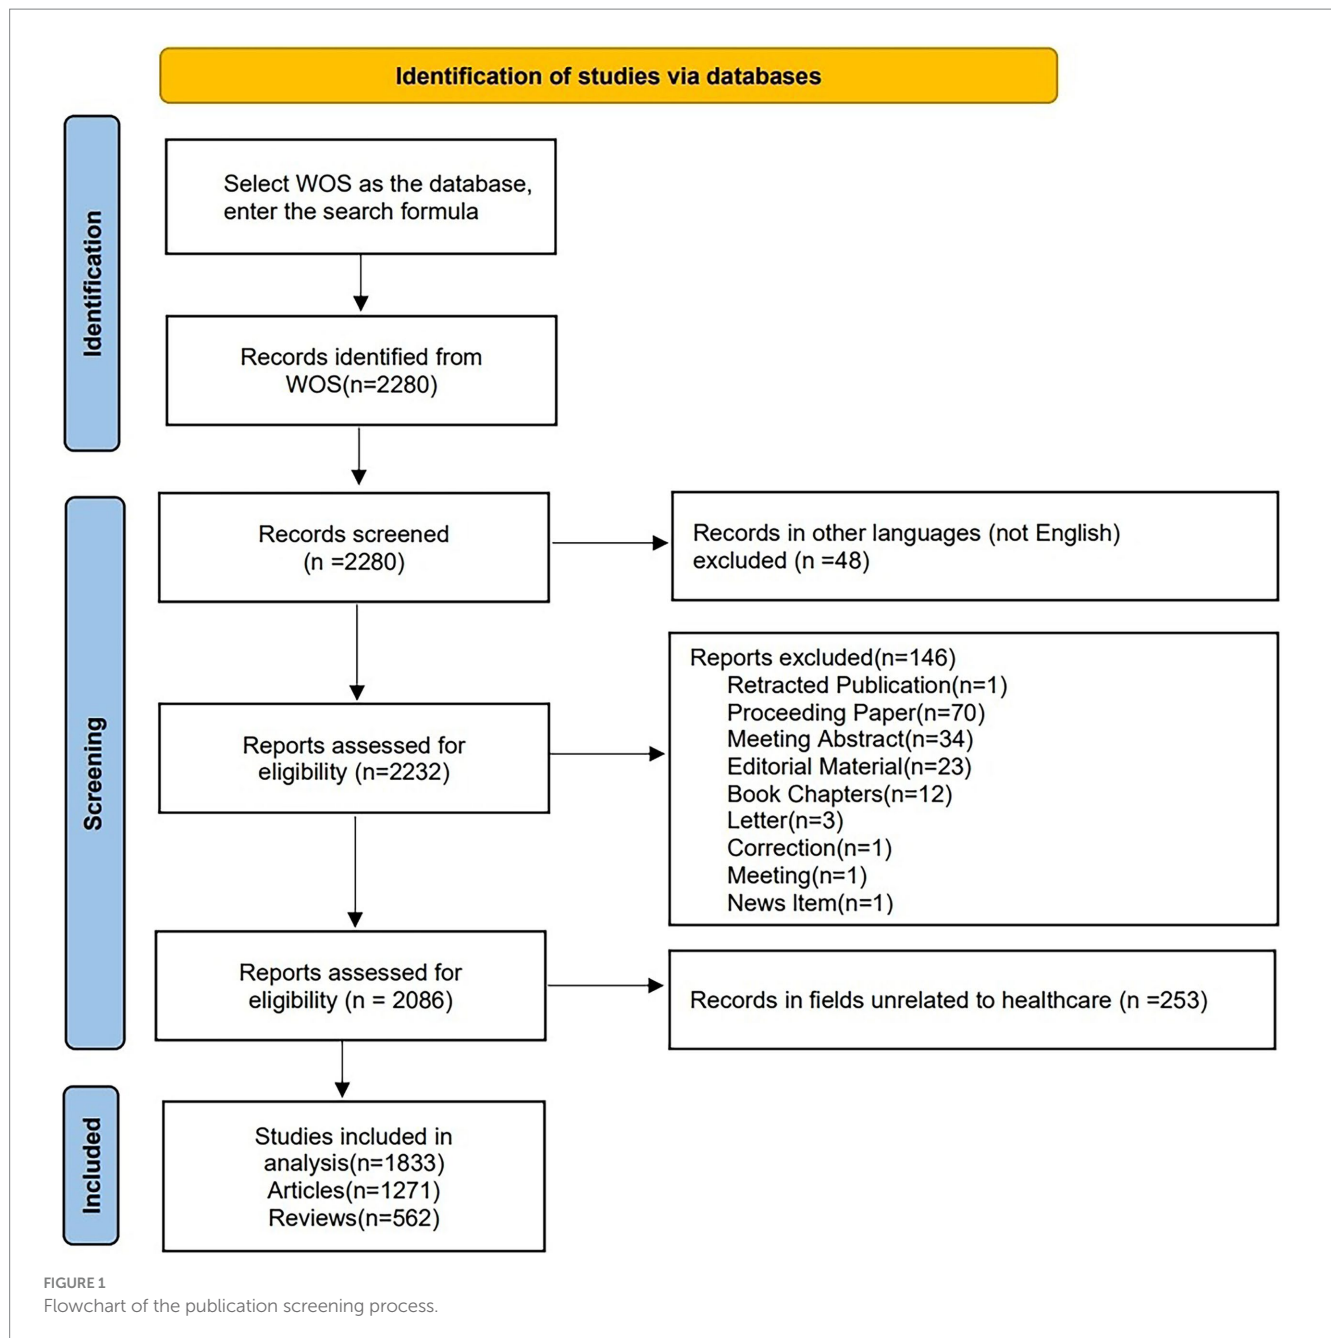 Identification of studies via databases
Identification
Select WOS as the database,
enter the search formula
Records identified from
WOS(n=2280)
Screening
Records screened
(n =2280)
Records in other languages (not English)
excluded (n =48)
Reports assessed for
eligibility (n=2232)
Reports excluded(n=146)
Retracted Publication(n=1)
Proceeding Paper(n=70)
Meeting Abstract(n=34)
Editorial Material(n=23)
Book Chapters(n=12)
Letter(n=3)
Correction(n=1)
Meeting(n=1)
News Item(n=1)
Reports assessed for
eligibility (n = 2086)
Records in fields unrelated to healthcare (n =253)
Included
Studies included in
analysis(n=1833)
Articles(n=1271)
Reviews(n=562)
FIGURE 1
Flowchart of the publication screening process.